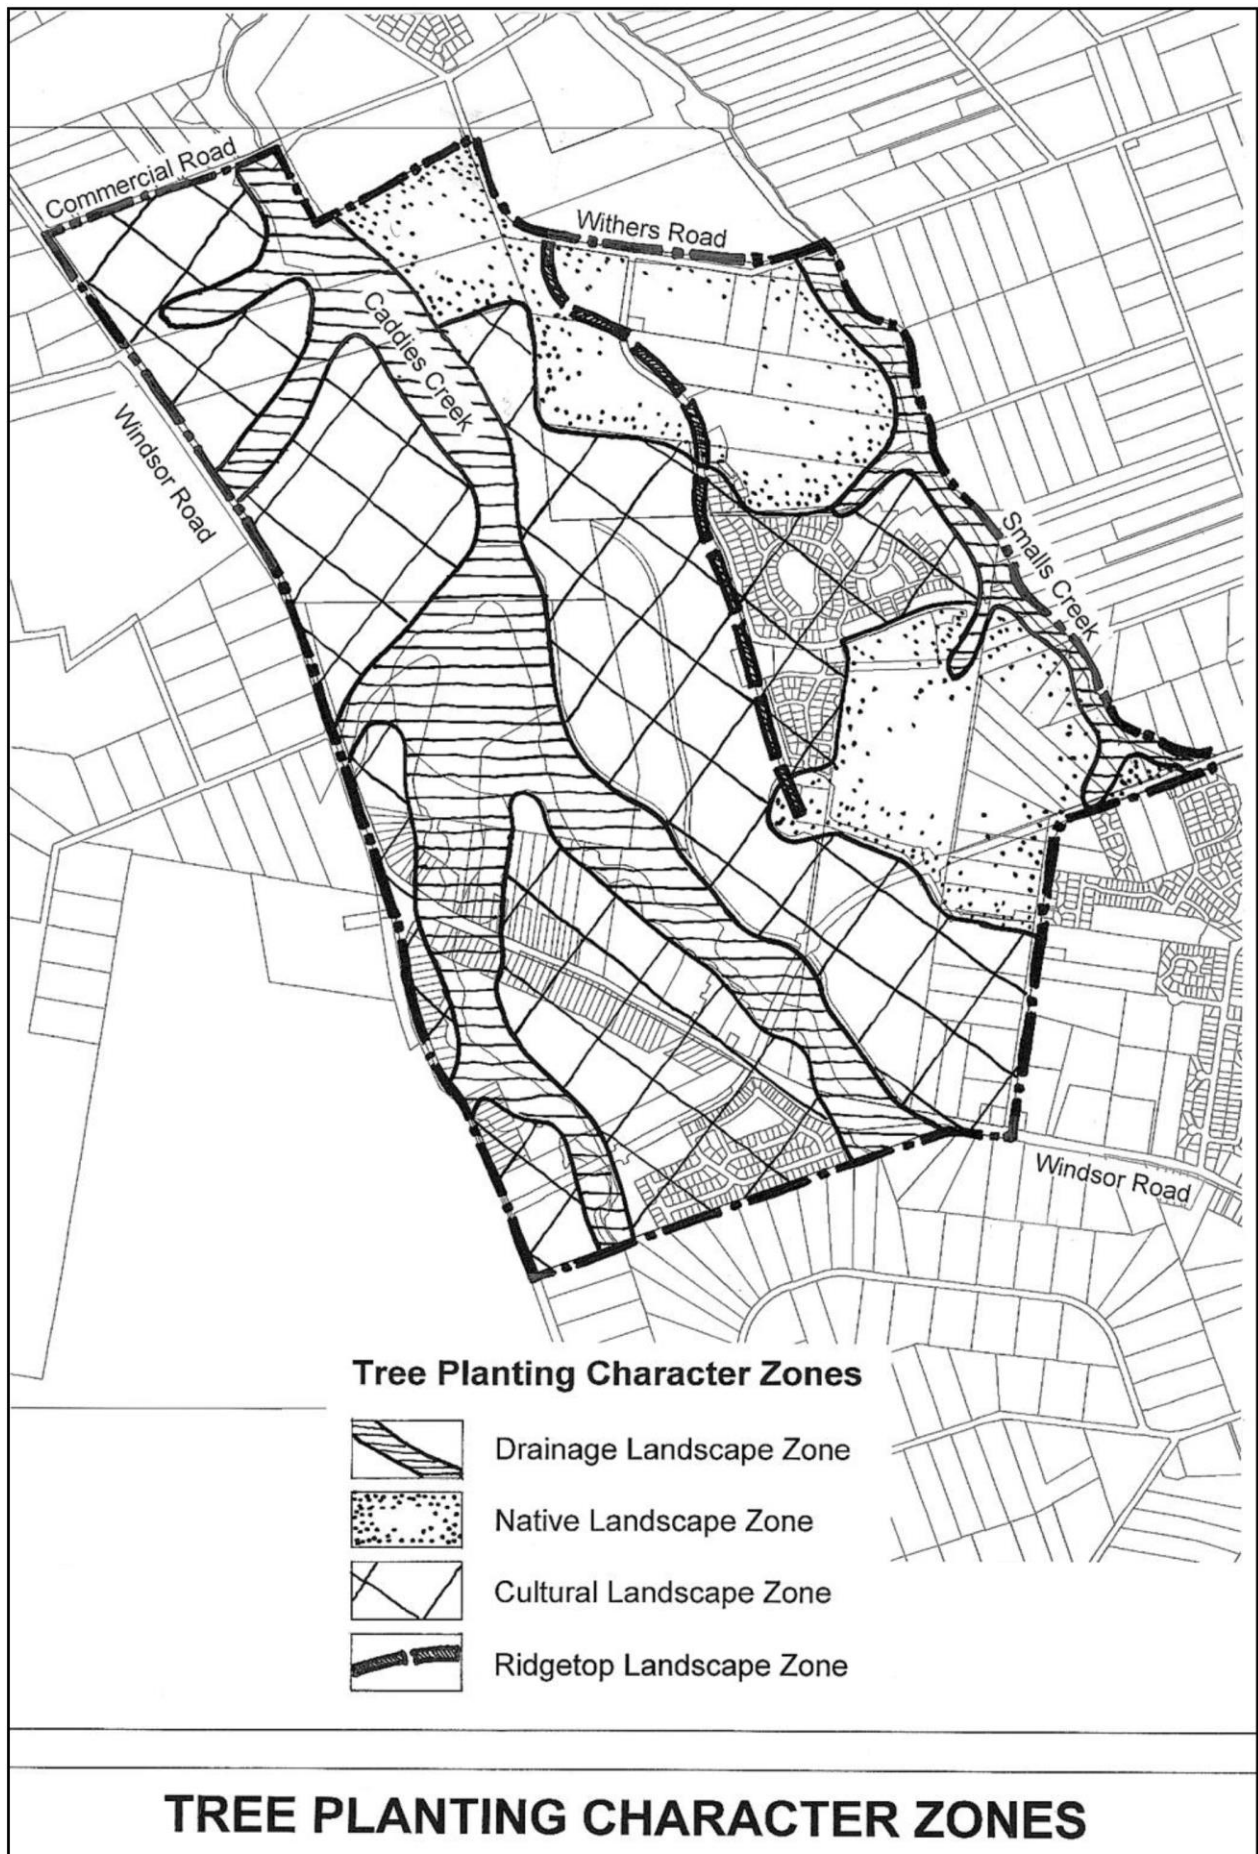 Commercial Road
Withers Road
Caddies Creek
Windsor Road
Smalls Creek
Windsor Road
Tree Planting Character Zones
Drainage Landscape Zone
Native Landscape Zone
Cultural Landscape Zone
Ridgetop Landscape Zone
TREE PLANTING CHARACTER ZONES